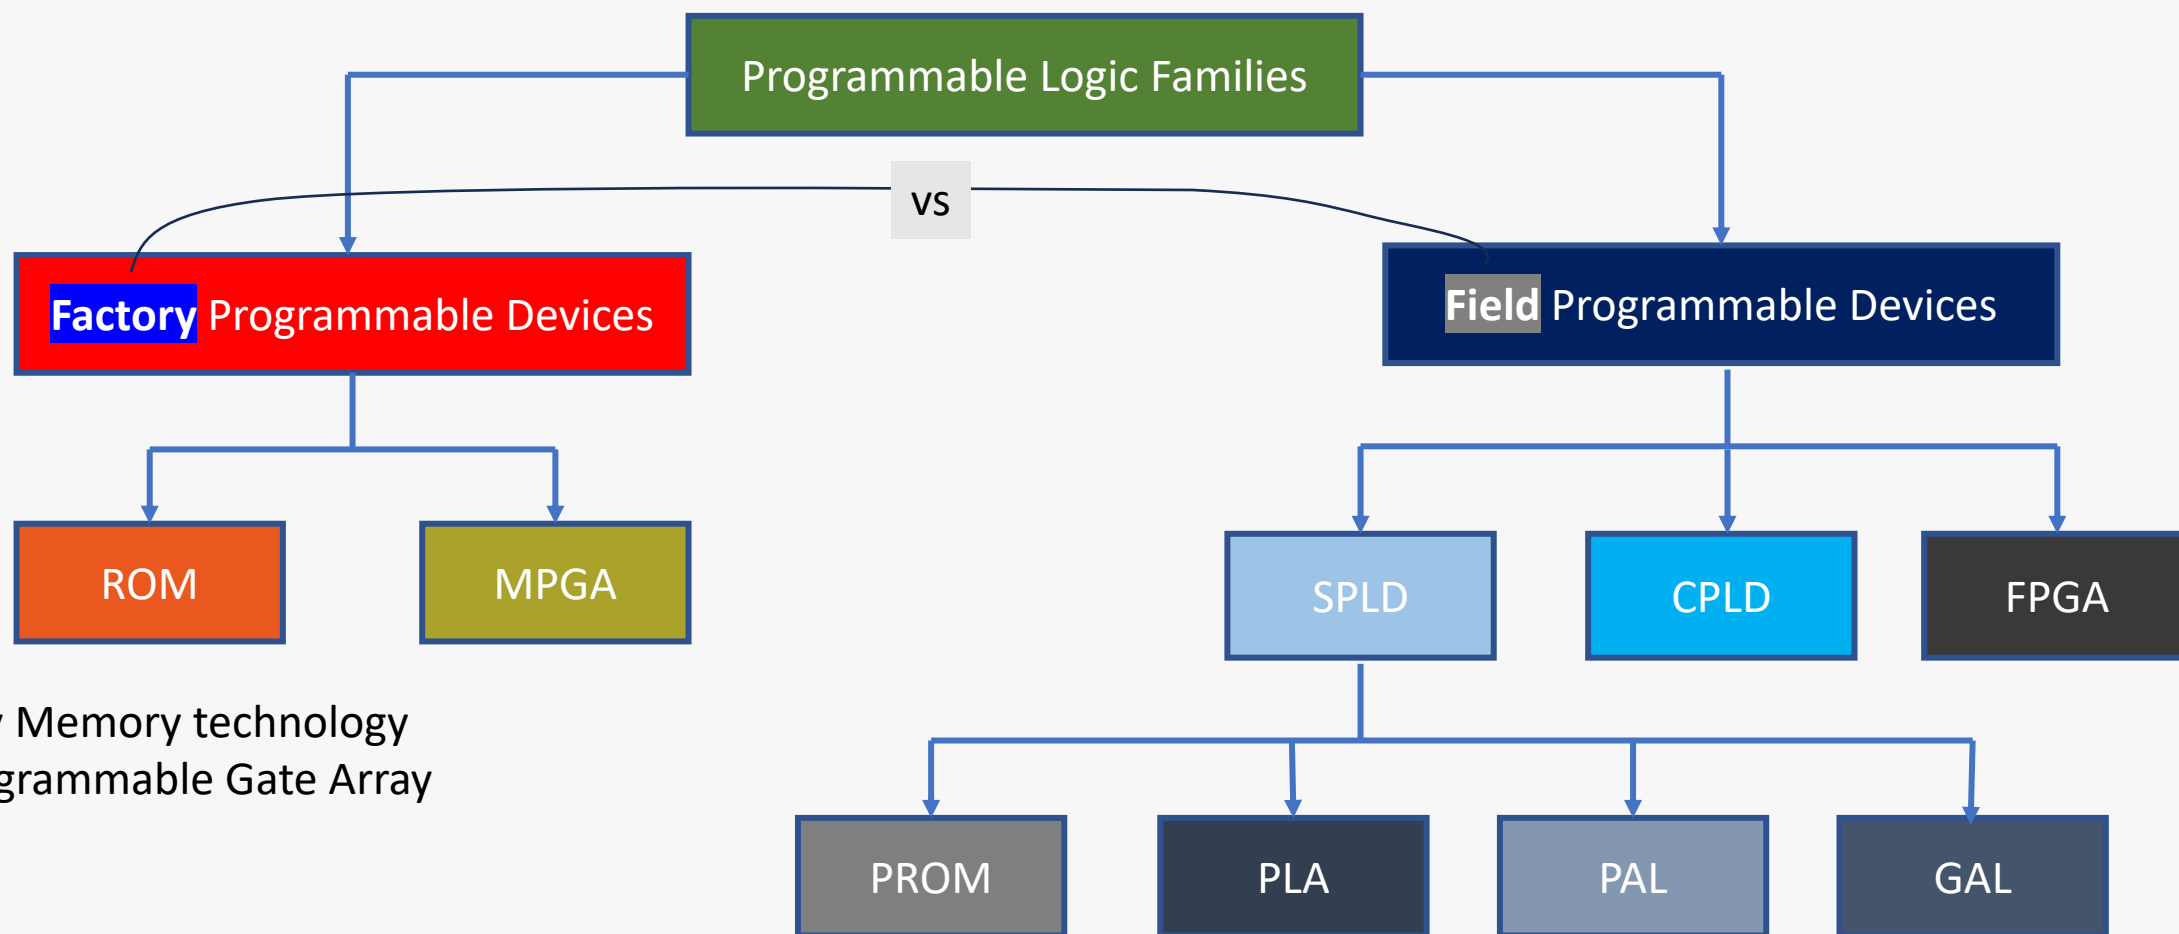 Programmable Logic Families
vs
Factory Programmable Devices
Field Programmable Devices
ROM
MPGA
SPLD
CPLD
FPGA
Memory technology
grammable Gate Array
PROM
PLA
PAL
GAL